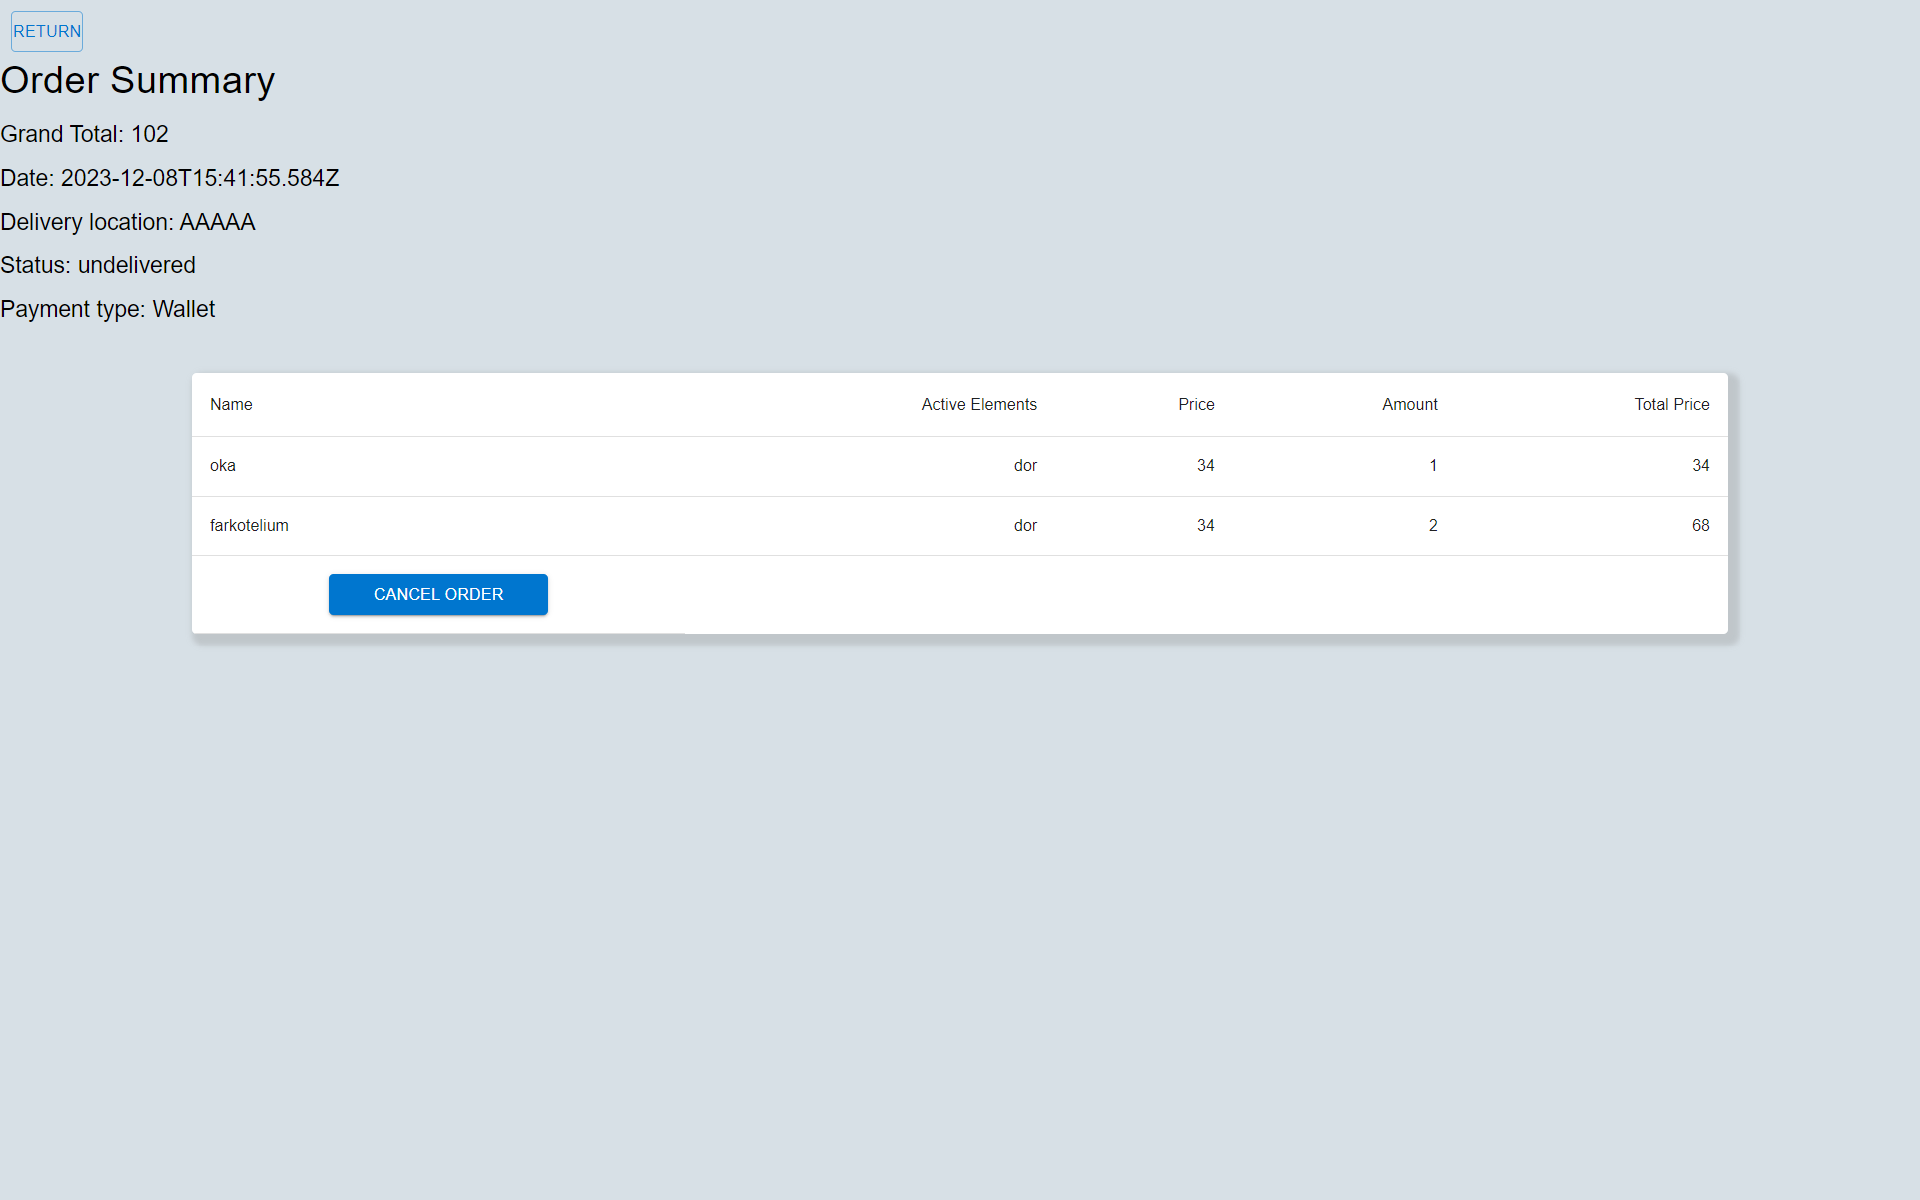 RETURN
Order Summary
Grand Total: 102
Date: 2023-12-08T15:41:55.584Z
Delivery location: AAAAA
Status: undelivered
Payment type: Wallet
Name Active Elements Price Amount Total Price
oka dor 34 1 34
farkotelium dor 34 2 68
CANCEL ORDER